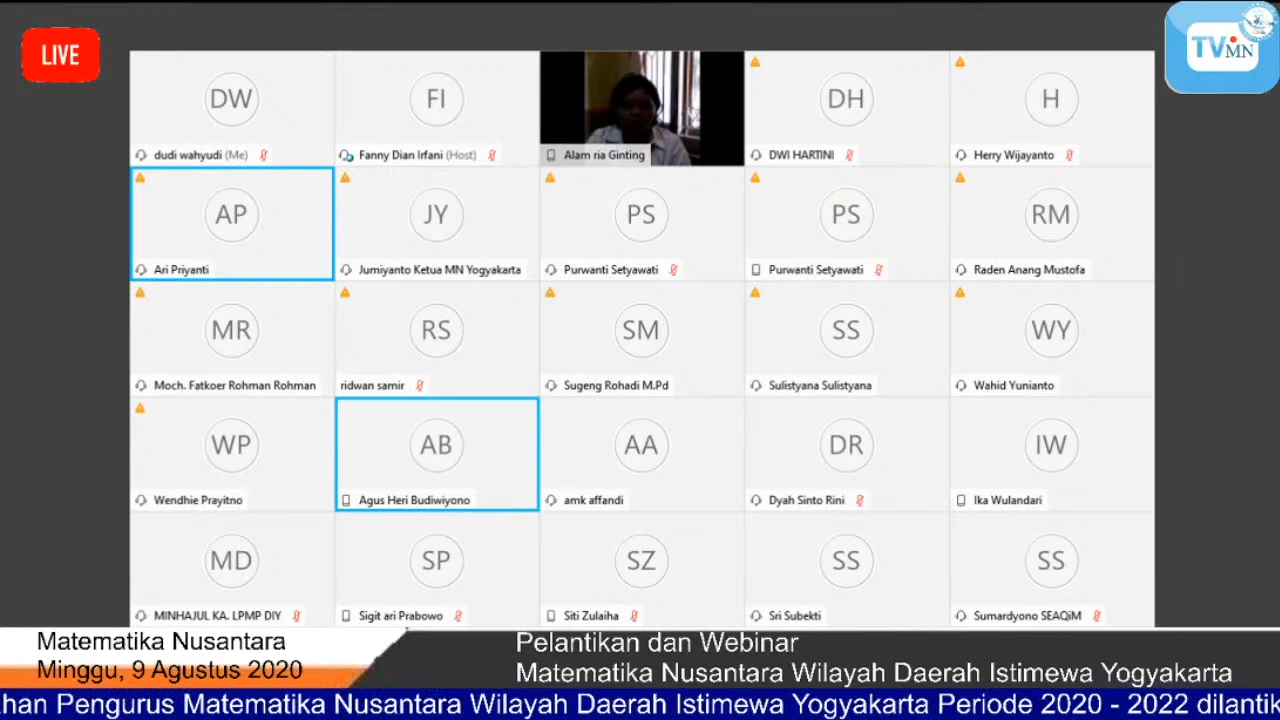 LIVE
TVMN
DW
FI
DH
H
dudi wahyudi (Me)
Fanny Dian Irfani (Host)
Alam ria Ginting
DWI HARTINI
Herry Wijayanto
AP
JY
PS
PS
RM
Ari Priyanti
Jumiyanto Ketua MN Yogyakarta
Purwanti Setyawati
Purwanti Setyawati
Raden Anang Mustofa
MR
RS
SM
SS
WY
Moch. Fatkoer Rohman Rohman
ridwan samir
Sugeng Rohadi M.Pd
Sulistyana Sulistyana
Wahid Yunianto
WP
AB
AA
DR
IW
Wendhie Prayitno
Agus Heri Budiwiyono
amk affandi
Dyah Sinto Rini
Ika Wulandari
MD
SP
SZ
SS
SS
MINHAJUL KA. LPMP DIY
Sigit ari Prabowo
Siti Zulaiha
Sri Subekti
Sumardyono SEAQiM
Matematika Nusantara
Minggu, 9 Agustus 2020
Pelantikan dan Webinar
Matematika Nusantara Wilayah Daerah Istimewa Yogyakarta
han Pengurus Matematika Nusantara Wilayah Daerah Istimewa Yogyakarta Periode 2020 - 2022 dilantik